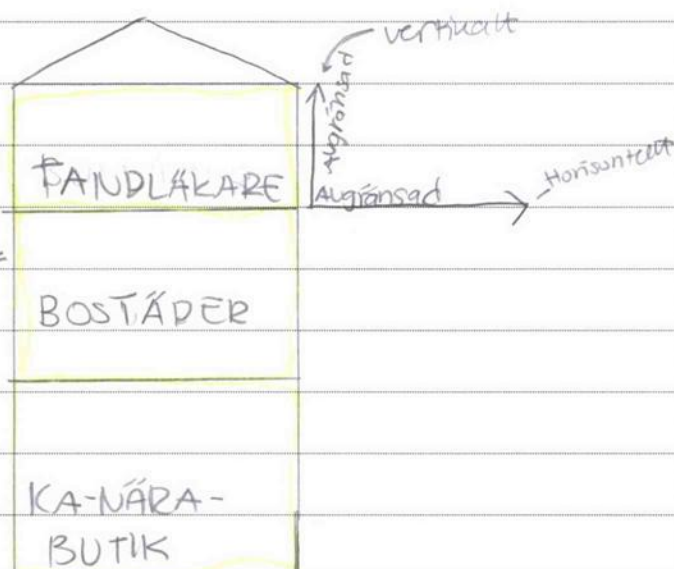 vertikalt
Avgränsad
TANDLÄKARE
Avgränsad
Horisontellt
BOSTÄDER
KA-NÄRA-
BUTIK